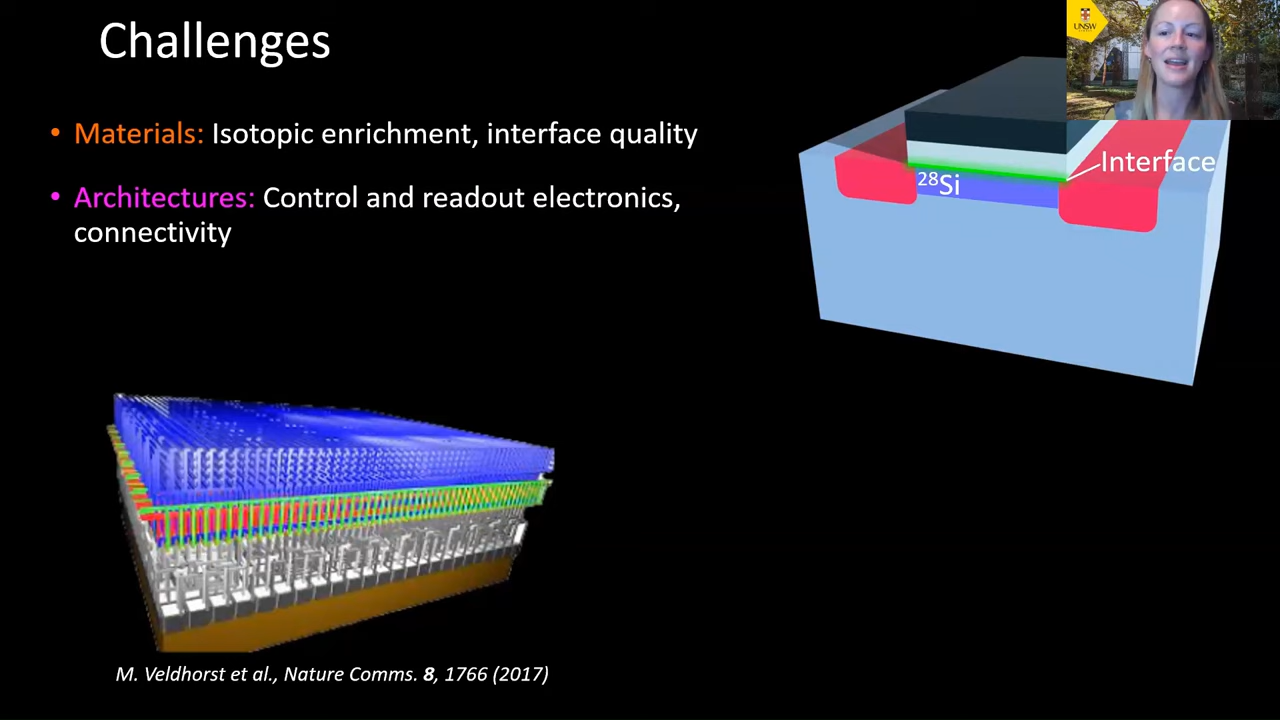 Challenges
UNSW
• Materials: Isotopic enrichment, interface quality
• Architectures: Control and readout electronics,
connectivity
Interface
²⁸Si
M. Veldhorst et al., Nature Comms. 8, 1766 (2017)